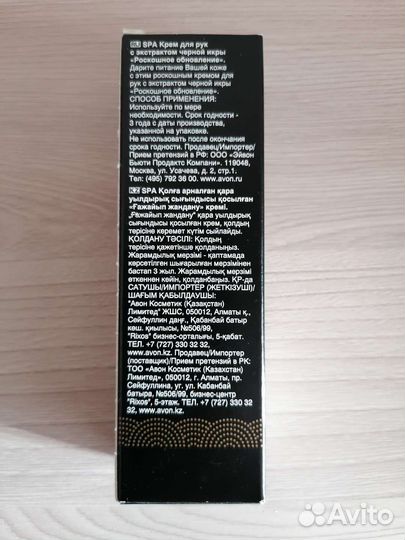 RU SPA Крем для рук
с экстрактом черной икры
«Роскошное обновление».
Дарите питание Вашей коже
с этим роскошным кремом для
рук с экстрактом черной икры
«Роскошное обновление».
СПОСОБ ПРИМЕНЕНИЯ:
Используйте по мере
необходимости. Срок годности -
3 года с даты производства,
указанной на упаковке.
Не использовать после окончания
срока годности. Продавец/Импортер/
Прием претензий в РФ: ООО «Эйвон
Бьюти Продактс Компани». 119048,
Москва, ул. Усачева, д. 2, стр.1.
Тел: (495) 792 36 00. www.avon.ru.
KZ SPA Қолға арналған қара
уылдырық сығындысы қосылған
«Ғажайып жандану» кремі.
„Ғажайып жандану" қара уылдырық
сығындысы қосылған крем, қолдың
терісіне керемет күтім сыйлайды.
ҚОЛДАНУ ТӘСІЛІ: Қолдың
терісіне қажетінше қолданыңыз.
Жарамдылық мерзімі - қаптамада
көрсетілген шығарылған мерзімінен
бастап 3 жыл. Жарамдылық мерзімі
өткеннен кейін, қолданбаңыз. ҚР-да
САТУШЫ/ИМПОРТЕР (ЖЕТКІЗУШІ)/
ШАҒЫМ ҚАБЫЛДАУШЫ:
"Авон Косметик (Қазақстан)
Лимитед" ЖШС, 050012, Алматы қ.,
Сейфуллин даңғ., Қабанбай батыр
көш. қиылысы, №506/99,
"Rixos" бизнес-орталығы, 5-қабат.
ТЕЛ. +7 (727) 330 32 32,
www.avon.kz. Продавец/Импортер
(поставщик)/Прием претензий в РК:
ТОО «Авон Косметик (Казахстан)
Лимитед», 050012, г. Алматы, пр.
Сейфуллина, уг. ул. Кабанбай
батыра, №506/99, бизнес-центр
"Rixos", 5-этаж. ТЕЛ. +7 (727) 330 32
32, www.avon.kz.
Avito